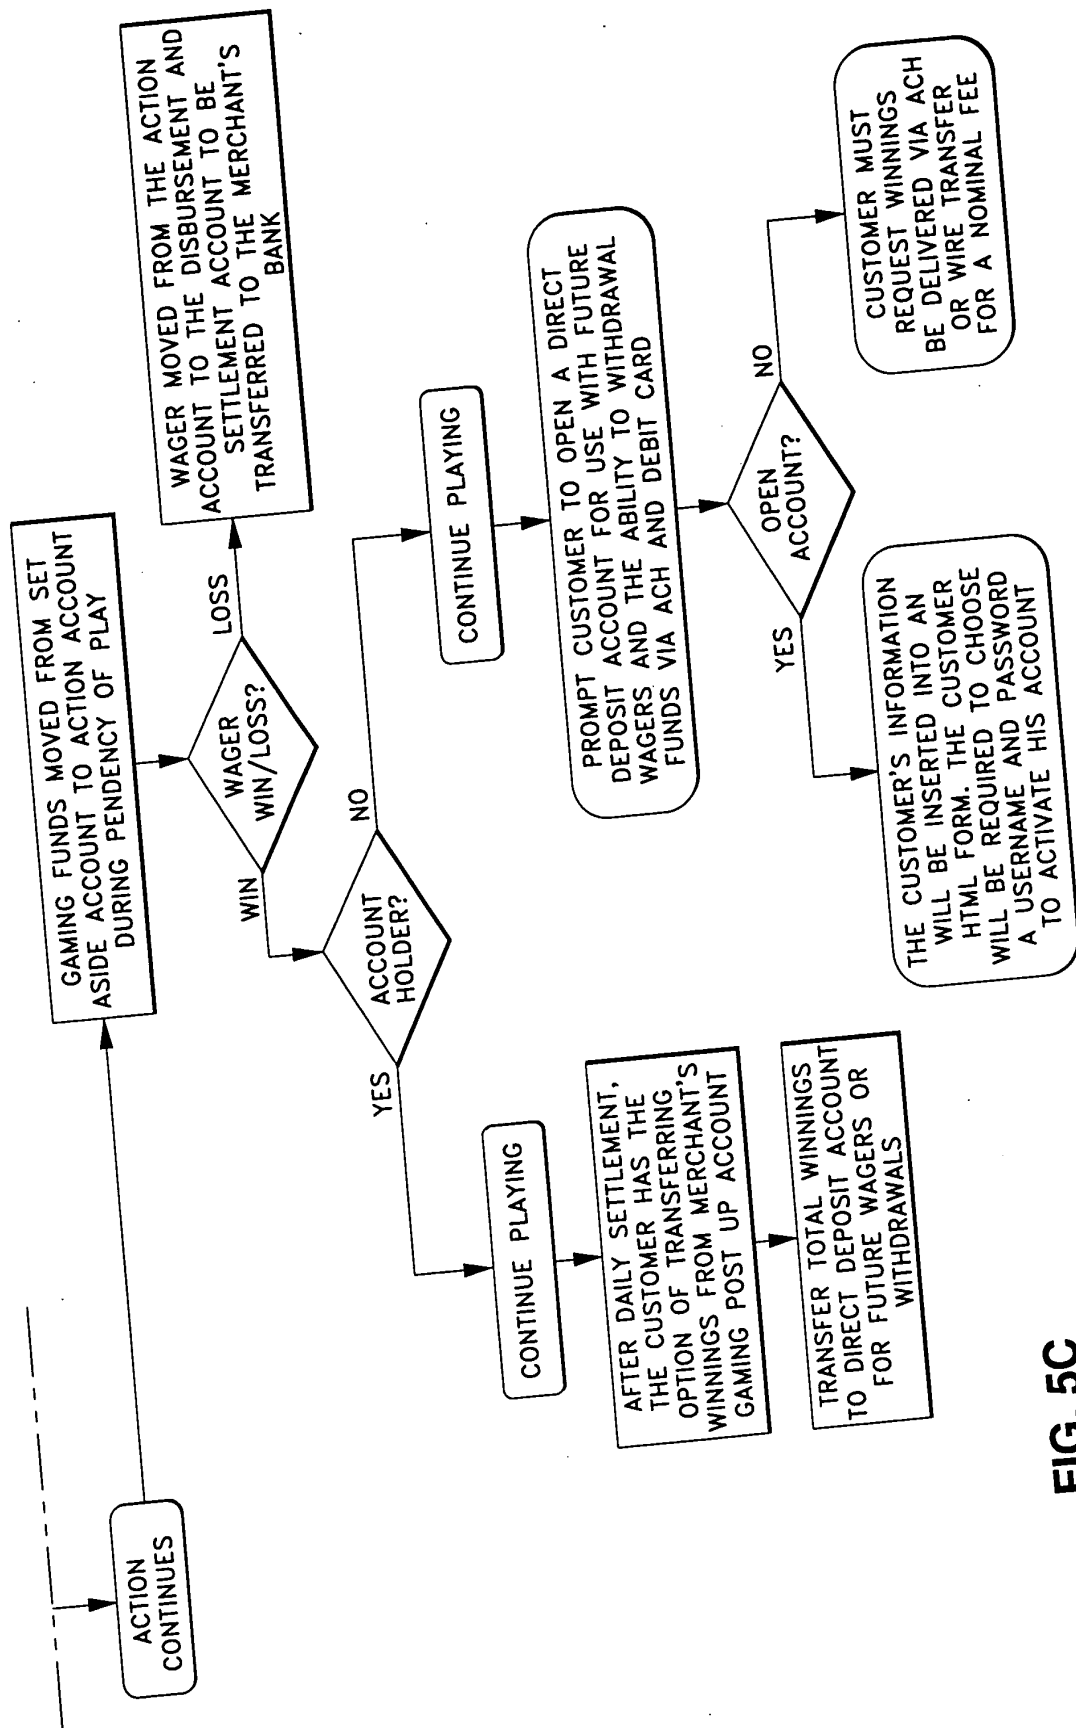 ACTION
CONTINUES
GAMING FUNDS MOVED FROM SET
ASIDE ACCOUNT TO ACTION ACCOUNT
DURING PENDENCY OF PLAY
WAGER
WIN/LOSS?
LOSS
WAGER MOVED FROM THE ACTION
ACCOUNT TO THE DISBURSEMENT AND
SETTLEMENT ACCOUNT TO BE
TRANSFERRED TO THE MERCHANT'S
BANK
WIN
ACCOUNT
HOLDER?
YES
NO
CONTINUE PLAYING
AFTER DAILY SETTLEMENT,
THE CUSTOMER HAS THE
OPTION OF TRANSFERRING
WINNINGS FROM MERCHANT'S
GAMING POST UP ACCOUNT
TRANSFER TOTAL WINNINGS
TO DIRECT DEPOSIT ACCOUNT
FOR FUTURE WAGERS OR
WITHDRAWALS
CONTINUE PLAYING
PROMPT CUSTOMER TO OPEN A DIRECT
DEPOSIT ACCOUNT FOR USE WITH FUTURE
WAGERS AND THE ABILITY TO WITHDRAWAL
FUNDS VIA ACH AND DEBIT CARD
OPEN
ACCOUNT?
YES
NO
THE CUSTOMER'S INFORMATION
WILL BE INSERTED INTO AN
HTML FORM. THE CUSTOMER
WILL BE REQUIRED TO CHOOSE
A USERNAME AND PASSWORD
TO ACTIVATE HIS ACCOUNT
CUSTOMER MUST
REQUEST WINNINGS
BE DELIVERED VIA ACH
OR WIRE TRANSFER
FOR A NOMINAL FEE
FIG. 5C